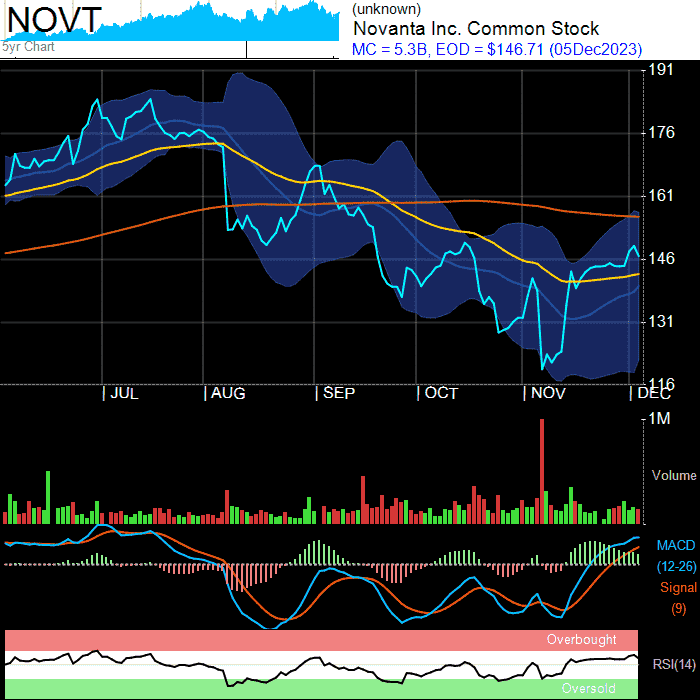 NOVT
5yr Chart
(unknown)
Novanta Inc. Common Stock
MC = 5.3B, EOD = $146.71 (05Dec2023)
191
176
161
146
131
116
JUL
AUG
SEP
OCT
NOV
DEC
1M
Volume
MACD
(12-26)
Signal
(9)
Overbought
RSI(14)
Oversold